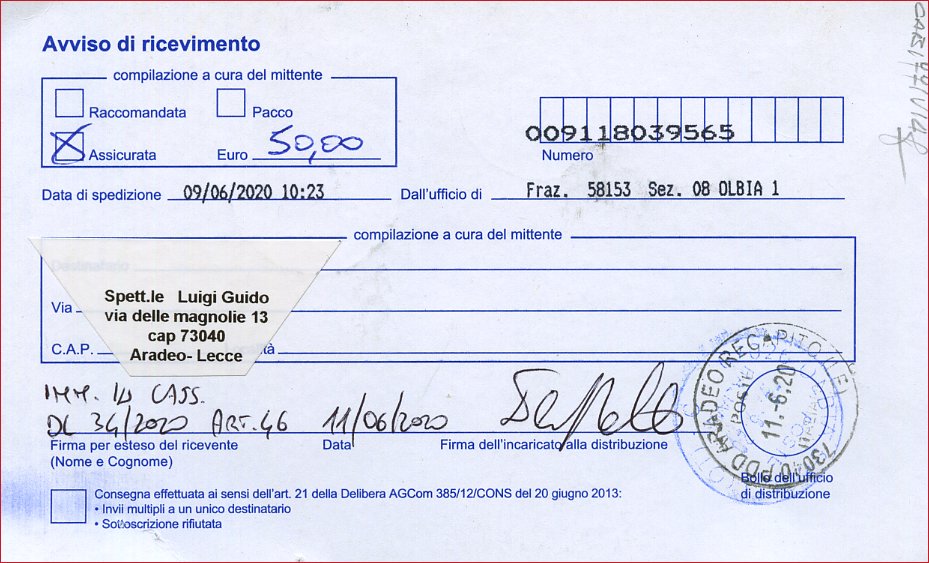 Avviso di ricevimento
compilazione a cura del mittente
Raccomandata
Pacco
Assicurata
Euro 50,00
009118039565
Numero
Data di spedizione 09/06/2020 10:23
Dall'ufficio di Fraz. 58153 Sez. 08 OLBIA 1
compilazione a cura del mittente
Destinatario
Spett.le Luigi Guido
Via
via delle magnolie 13
cap 73040
C.A.P.
Aradeo- Lecce
IMM. IN CASS.
DL 34/2020 ART. 46
11/06/2020
Firma per esteso del ricevente
(Nome e Cognome)
Data
Firma dell'incaricato alla distribuzione
73040 PDD ARADEO RECAPITO (LE)
11.-6.20
Bollo dell'ufficio
di distribuzione
Consegna effettuata ai sensi dell'art. 21 della Delibera AGCom 385/12/CONS del 20 giugno 2013:
• Invii multipli a un unico destinatario
• Sottoscrizione rifiutata